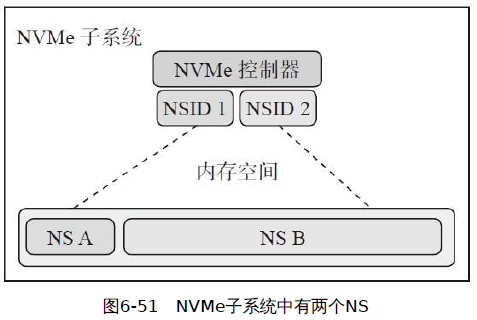 NVMe 子系统
NVMe 控制器
NSID 1 NSID 2
内存空间
NS A NS B
图6-51 NVMe子系统中有两个NS